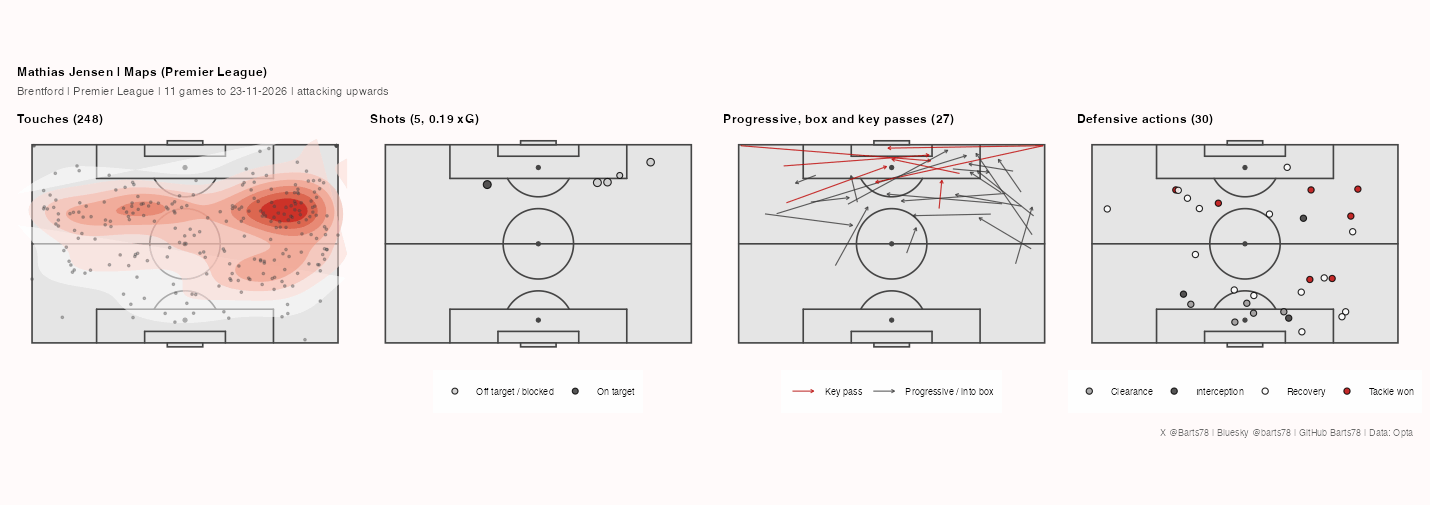 Mathias Jensen | Maps (Premier League)
Brentford | Premier League | 11 games to 23-11-2026 | attacking upwards
Touches (248)
Shots (5, 0.19 xG)
Progressive, box and key passes (27)
Defensive actions (30)
Off target / blocked
On target
Key pass
Progressive / into box
Clearance
Interception
Recovery
Tackle won
X @Barts78 | Bluesky @barts78 | GitHub Barts78 | Data: Opta